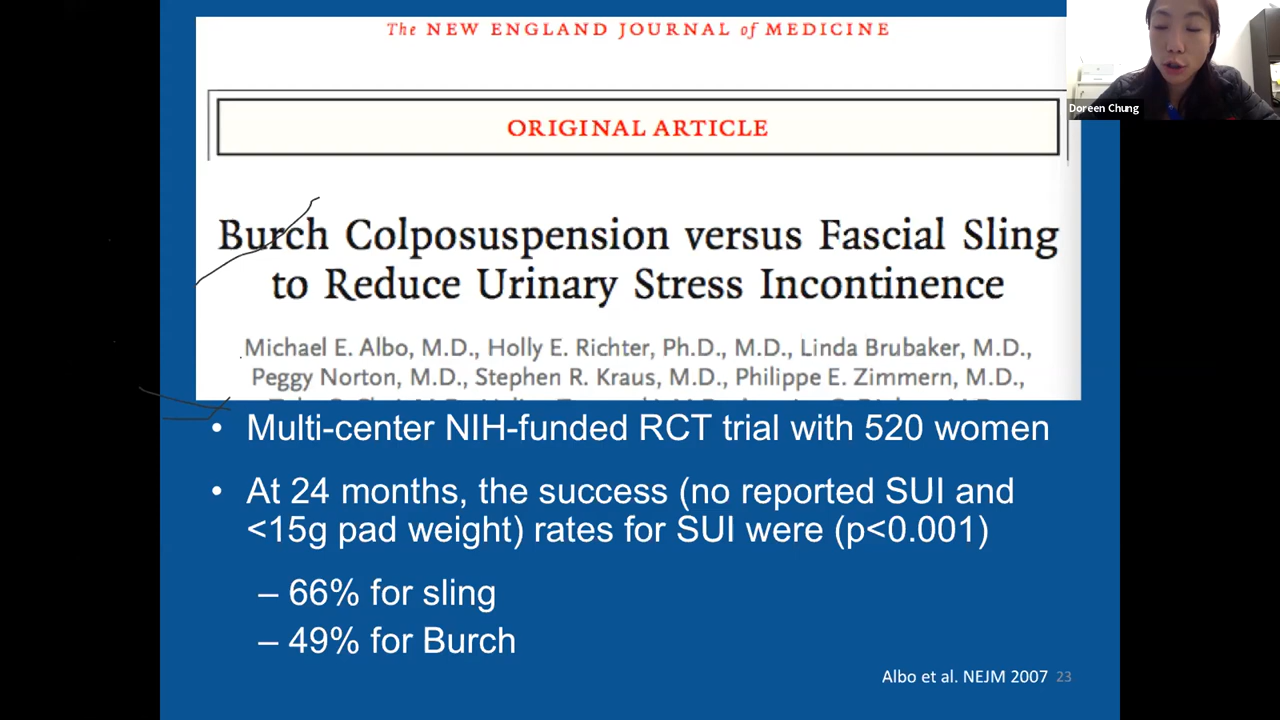 The NEW ENGLAND JOURNAL of MEDICINE
Doreen Chung
ORIGINAL ARTICLE
Burch Colposuspension versus Fascial Sling
to Reduce Urinary Stress Incontinence
Michael E. Albo, M.D., Holly E. Richter, Ph.D., M.D., Linda Brubaker, M.D.,
Peggy Norton, M.D., Stephen R. Kraus, M.D., Philippe E. Zimmern, M.D.,
• Multi-center NIH-funded RCT trial with 520 women
• At 24 months, the success (no reported SUI and
<15g pad weight) rates for SUI were (p<0.001)
– 66% for sling
– 49% for Burch
Albo et al. NEJM 2007 23